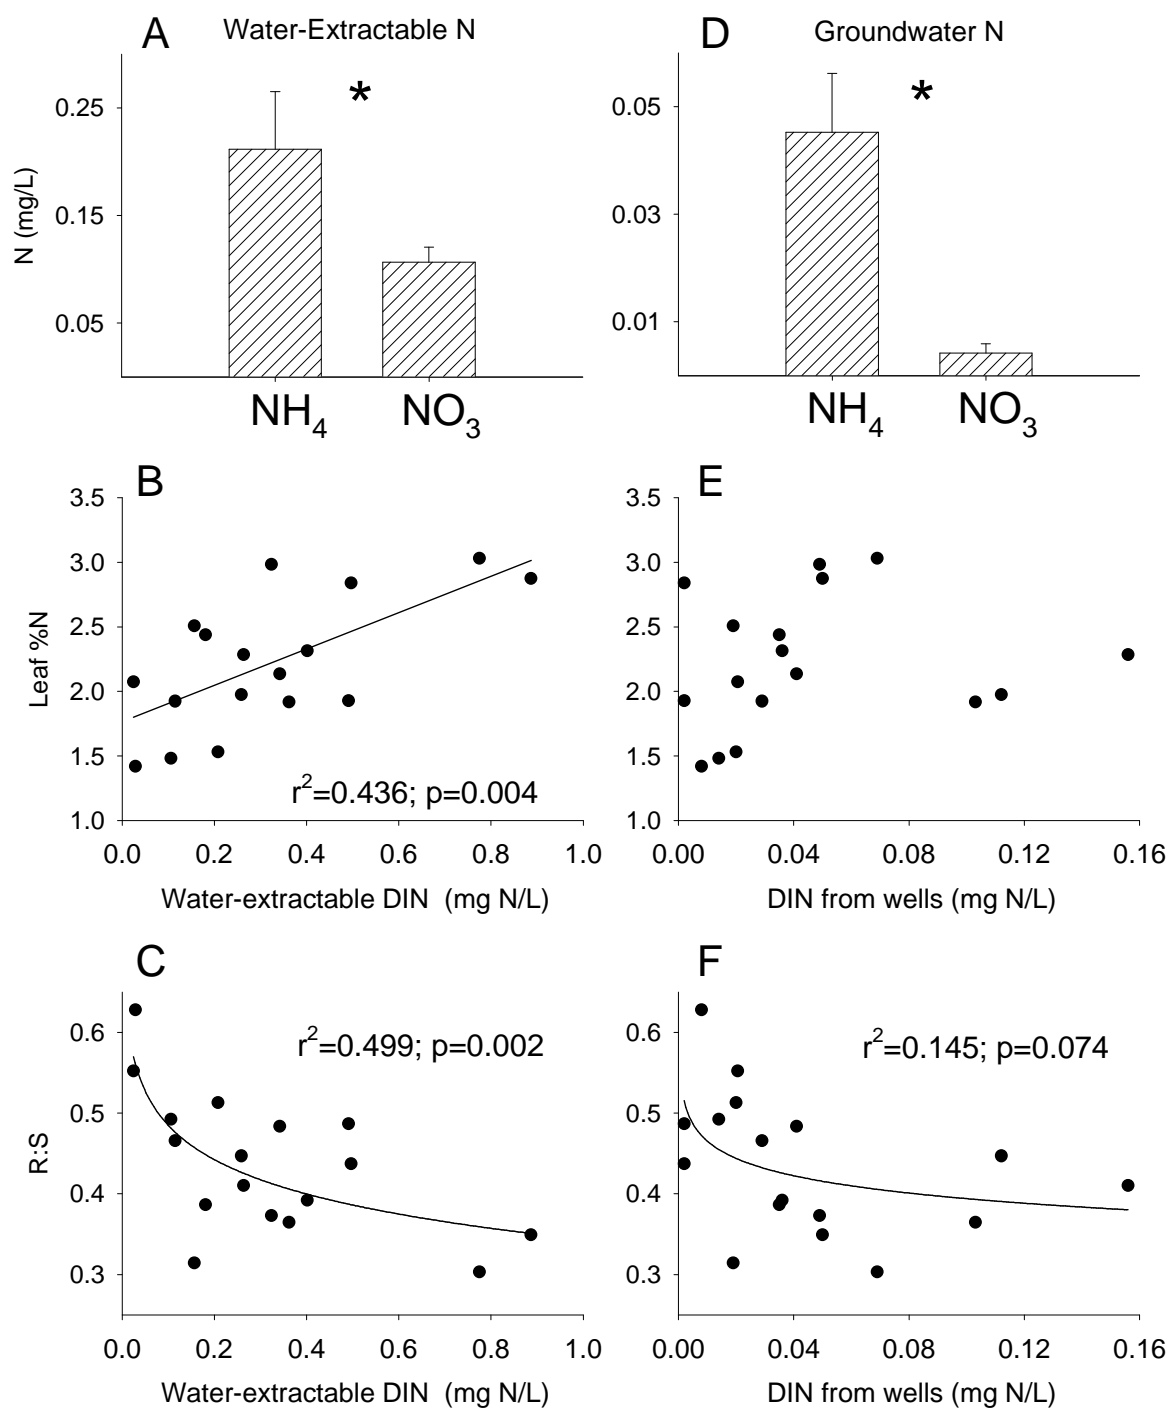 A Water-Extractable N
*
0.25
0.15
0.05
N (mg/L)
NH4 NO3
D Groundwater N
*
0.05
0.03
0.01
NH4 NO3
B
3.5
3.0
2.5
2.0
1.5
1.0
Leaf %N
r2=0.436; p=0.004
0.0 0.2 0.4 0.6 0.8 1.0
Water-extractable DIN (mg N/L)
E
3.5
3.0
2.5
2.0
1.5
1.0
0.00 0.04 0.08 0.12 0.16
DIN from wells (mg N/L)
C
0.6
0.5
0.4
0.3
R:S
r2=0.499; p=0.002
0.0 0.2 0.4 0.6 0.8 1.0
Water-extractable DIN (mg N/L)
F
0.6
0.5
0.4
0.3
r2=0.145; p=0.074
0.00 0.04 0.08 0.12 0.16
DIN from wells (mg N/L)